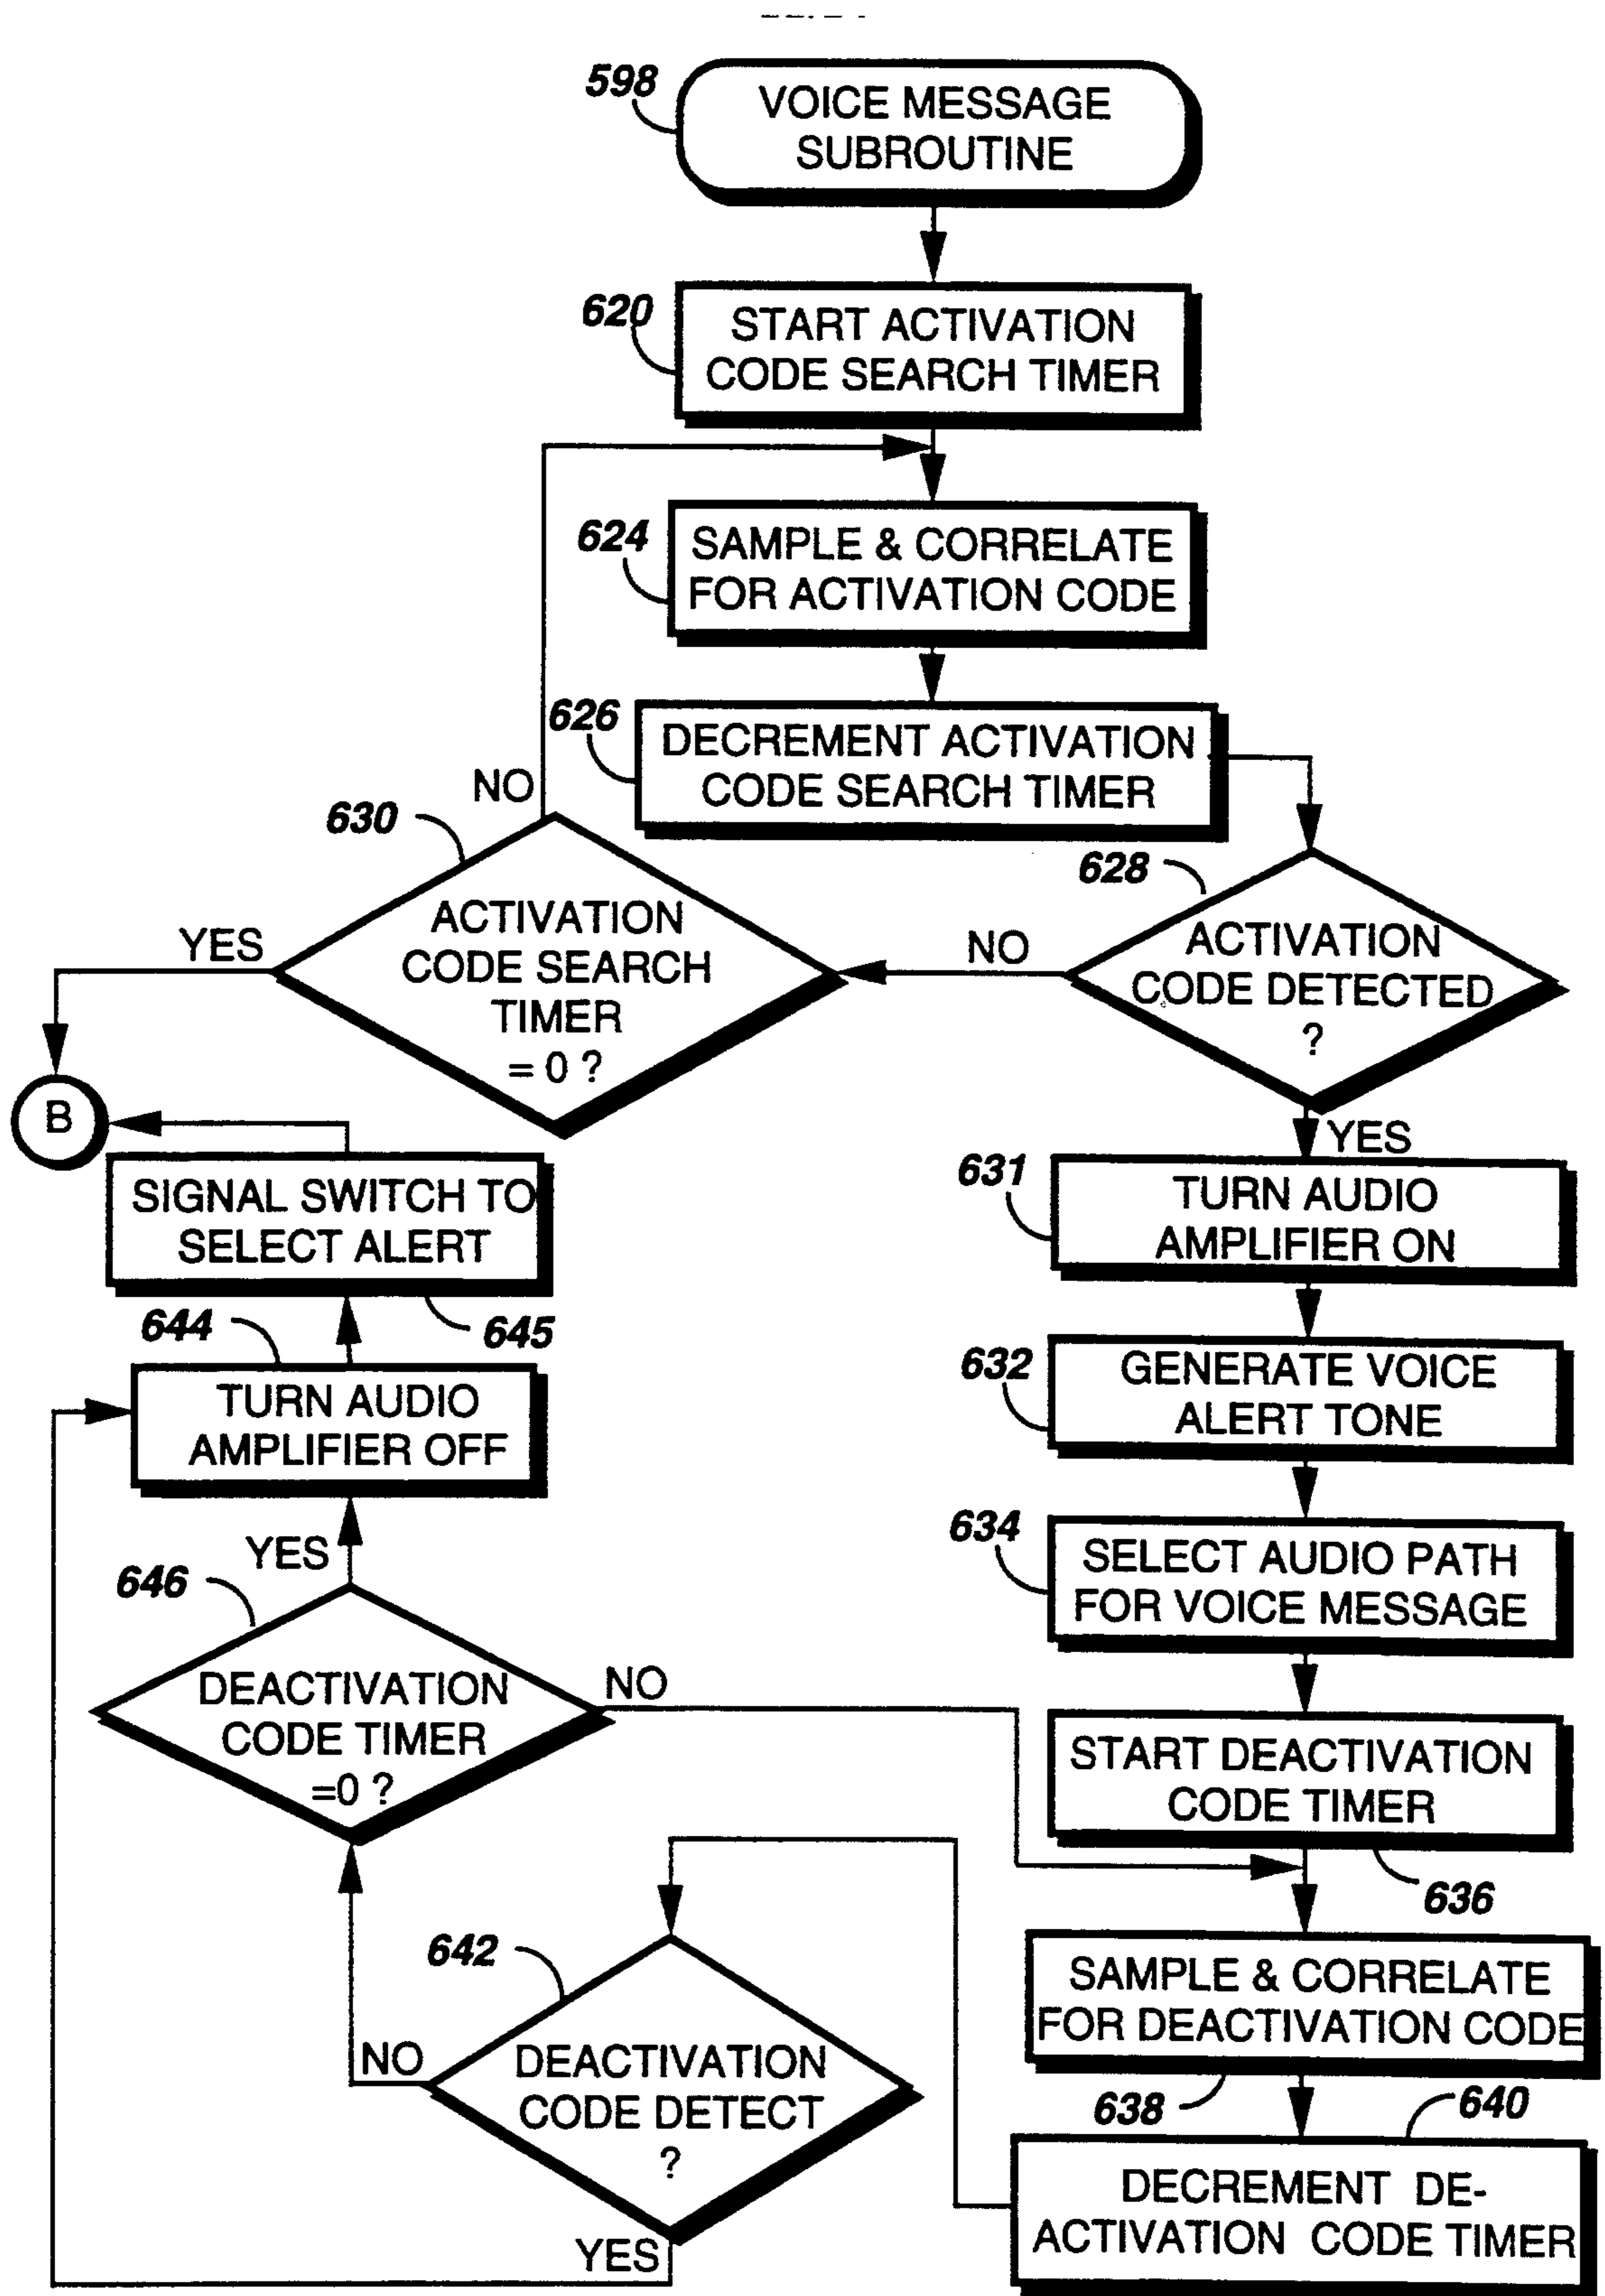 598
VOICE MESSAGE
SUBROUTINE
620
START ACTIVATION
CODE SEARCH TIMER
624
SAMPLE & CORRELATE
FOR ACTIVATION CODE
626
DECREMENT ACTIVATION
CODE SEARCH TIMER
NO
630
ACTIVATION
CODE SEARCH
TIMER
= 0 ?
YES
B
628
ACTIVATION
CODE DETECTED
?
NO
YES
631
TURN AUDIO
AMPLIFIER ON
632
GENERATE VOICE
ALERT TONE
634
SELECT AUDIO PATH
FOR VOICE MESSAGE
START DEACTIVATION
CODE TIMER
636
SAMPLE & CORRELATE
FOR DEACTIVATION CODE
638
640
DECREMENT DE-
ACTIVATION CODE TIMER
642
DEACTIVATION
CODE DETECT
?
NO
YES
646
DEACTIVATION
CODE TIMER
=0 ?
NO
YES
644
TURN AUDIO
AMPLIFIER OFF
645
SIGNAL SWITCH TO
SELECT ALERT